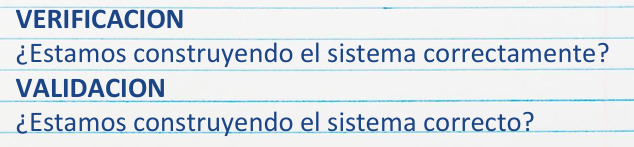 VERIFICACION
¿Estamos construyendo el sistema correctamente?
VALIDACION
¿Estamos construyendo el sistema correcto?